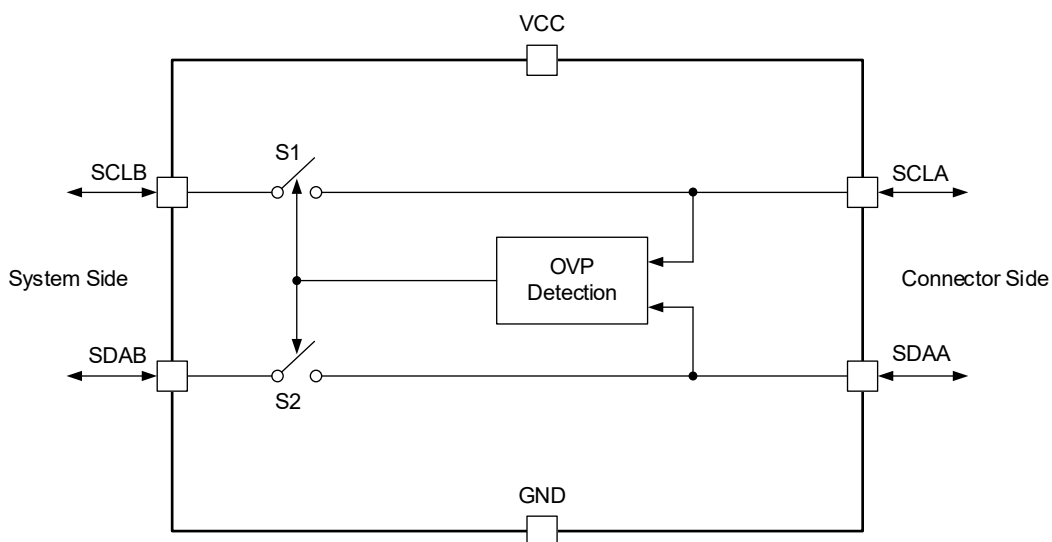 VCC
S1
SCLB
SCLA
OVP
Detection
System Side
Connector Side
SDAB
SDAA
S2
GND